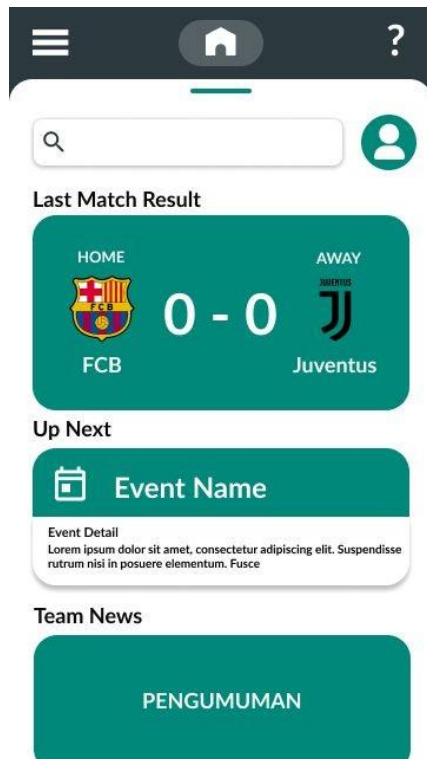 ?
Last Match Result
HOME
AWAY
FCB
JUVENTUS
0 - 0
FCB
Juventus
Up Next
Event Name
Event Detail
Lorem ipsum dolor sit amet, consectetur adipiscing elit. Suspendisse
rutrum nisi in posuere elementum. Fusce
Team News
PENGUMUMAN